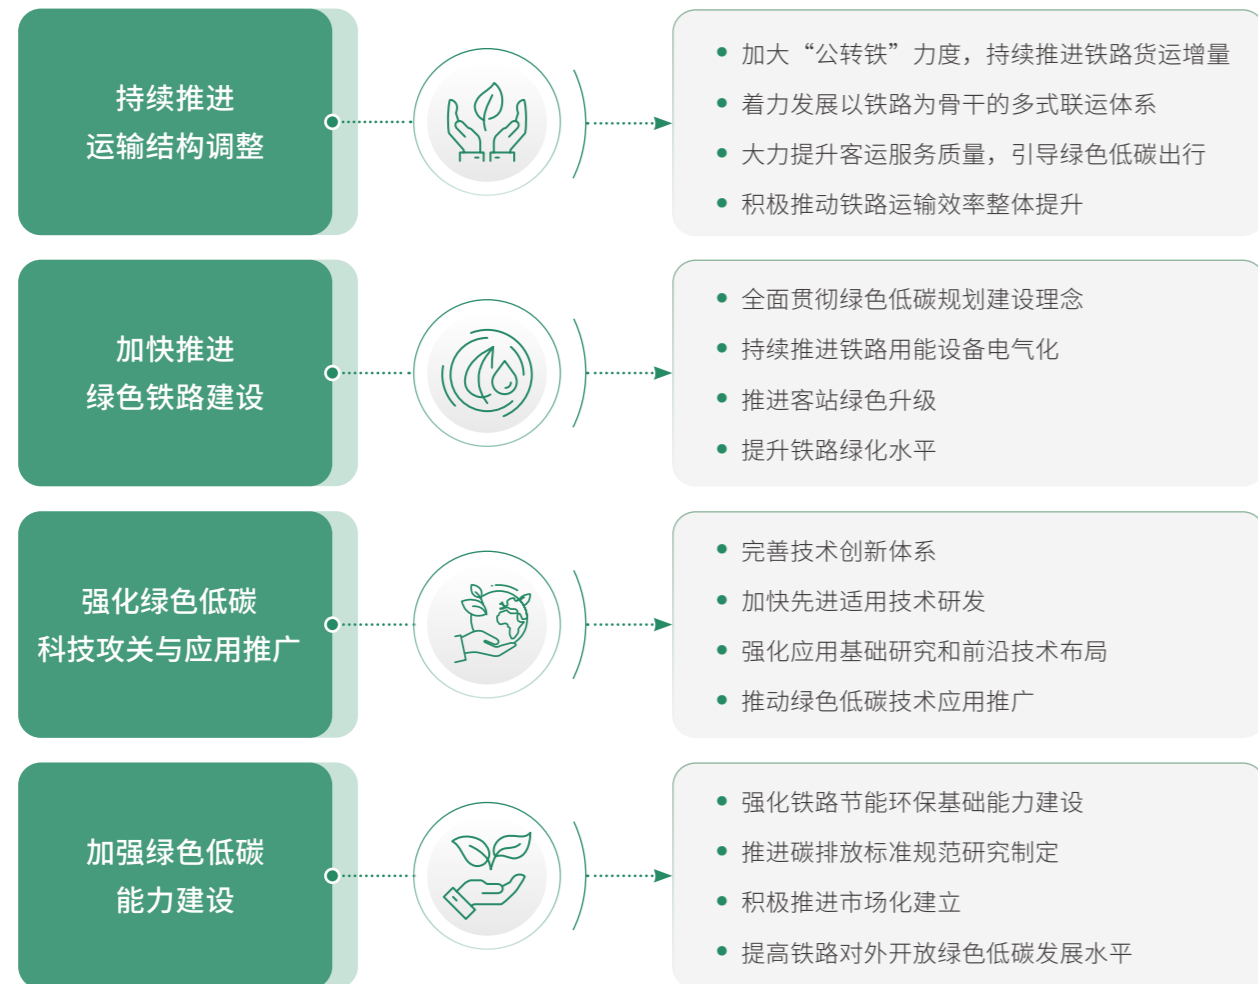 持续推进
运输结构调整
加大“公转铁”力度，持续推进铁路货运增量
着力发展以铁路为骨干的多式联运体系
大力提升客运服务质量，引导绿色低碳出行
积极推动铁路运输效率整体提升
加快推进
绿色铁路建设
全面贯彻绿色低碳规划建设理念
持续推进铁路用能设备电气化
推进客站绿色升级
提升铁路绿化水平
强化绿色低碳
科技攻关与应用推广
完善技术创新体系
加快先进适用技术研发
强化应用基础研究和前沿技术布局
推动绿色低碳技术应用推广
加强绿色低碳
能力建设
强化铁路节能环保基础能力建设
推进碳排放标准规范研究制定
积极推进市场化建立
提高铁路对外开放绿色低碳发展水平